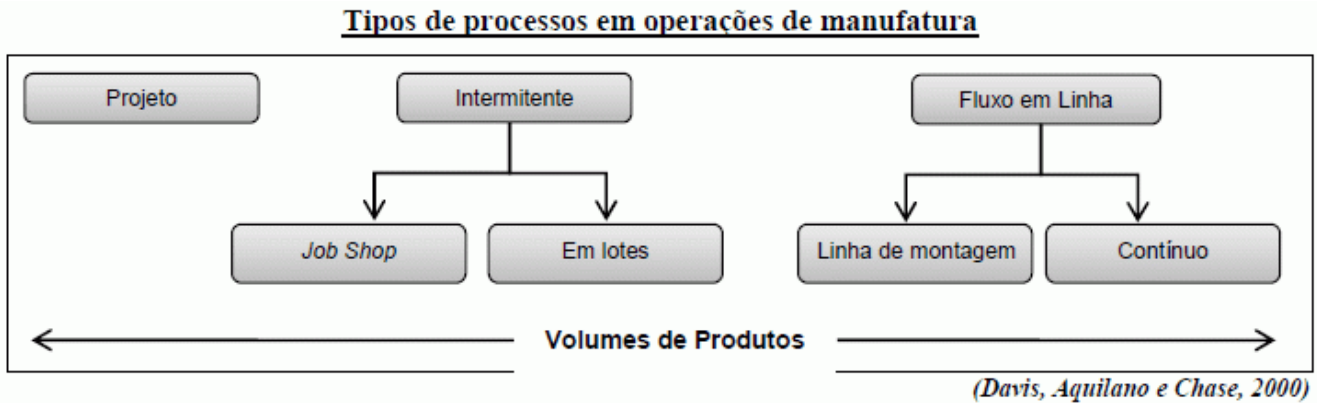 Tipos de processos em operações de manufatura
Projeto
Intermitente
Fluxo em Linha
Job Shop
Em lotes
Linha de montagem
Contínuo
Volumes de Produtos
(Davis, Aquilano e Chase, 2000)